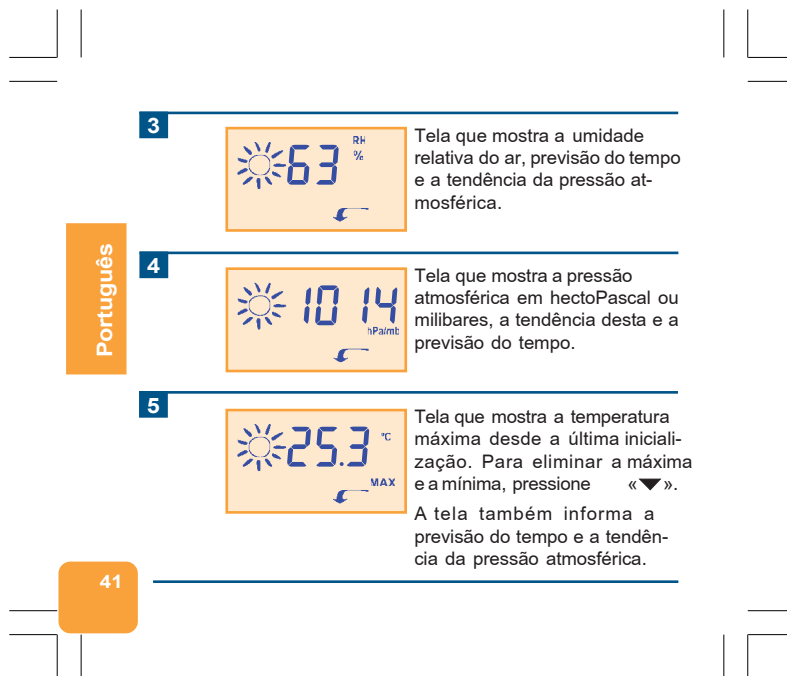 3
RH
%
63
Tela que mostra a umidade
relativa do ar, previsão do tempo
e a tendência da pressão at-
mosférica.
Português
4
1014
hPa/mb
Tela que mostra a pressão
atmosférica em hectoPascal ou
milibares, a tendência desta e a
previsão do tempo.
5
25.3 °C
MAX
Tela que mostra a temperatura
máxima desde a última iniciali-
zação. Para eliminar a máxima
e a mínima, pressione «▼».
A tela também informa a
previsão do tempo e a tendên-
cia da pressão atmosférica.
41